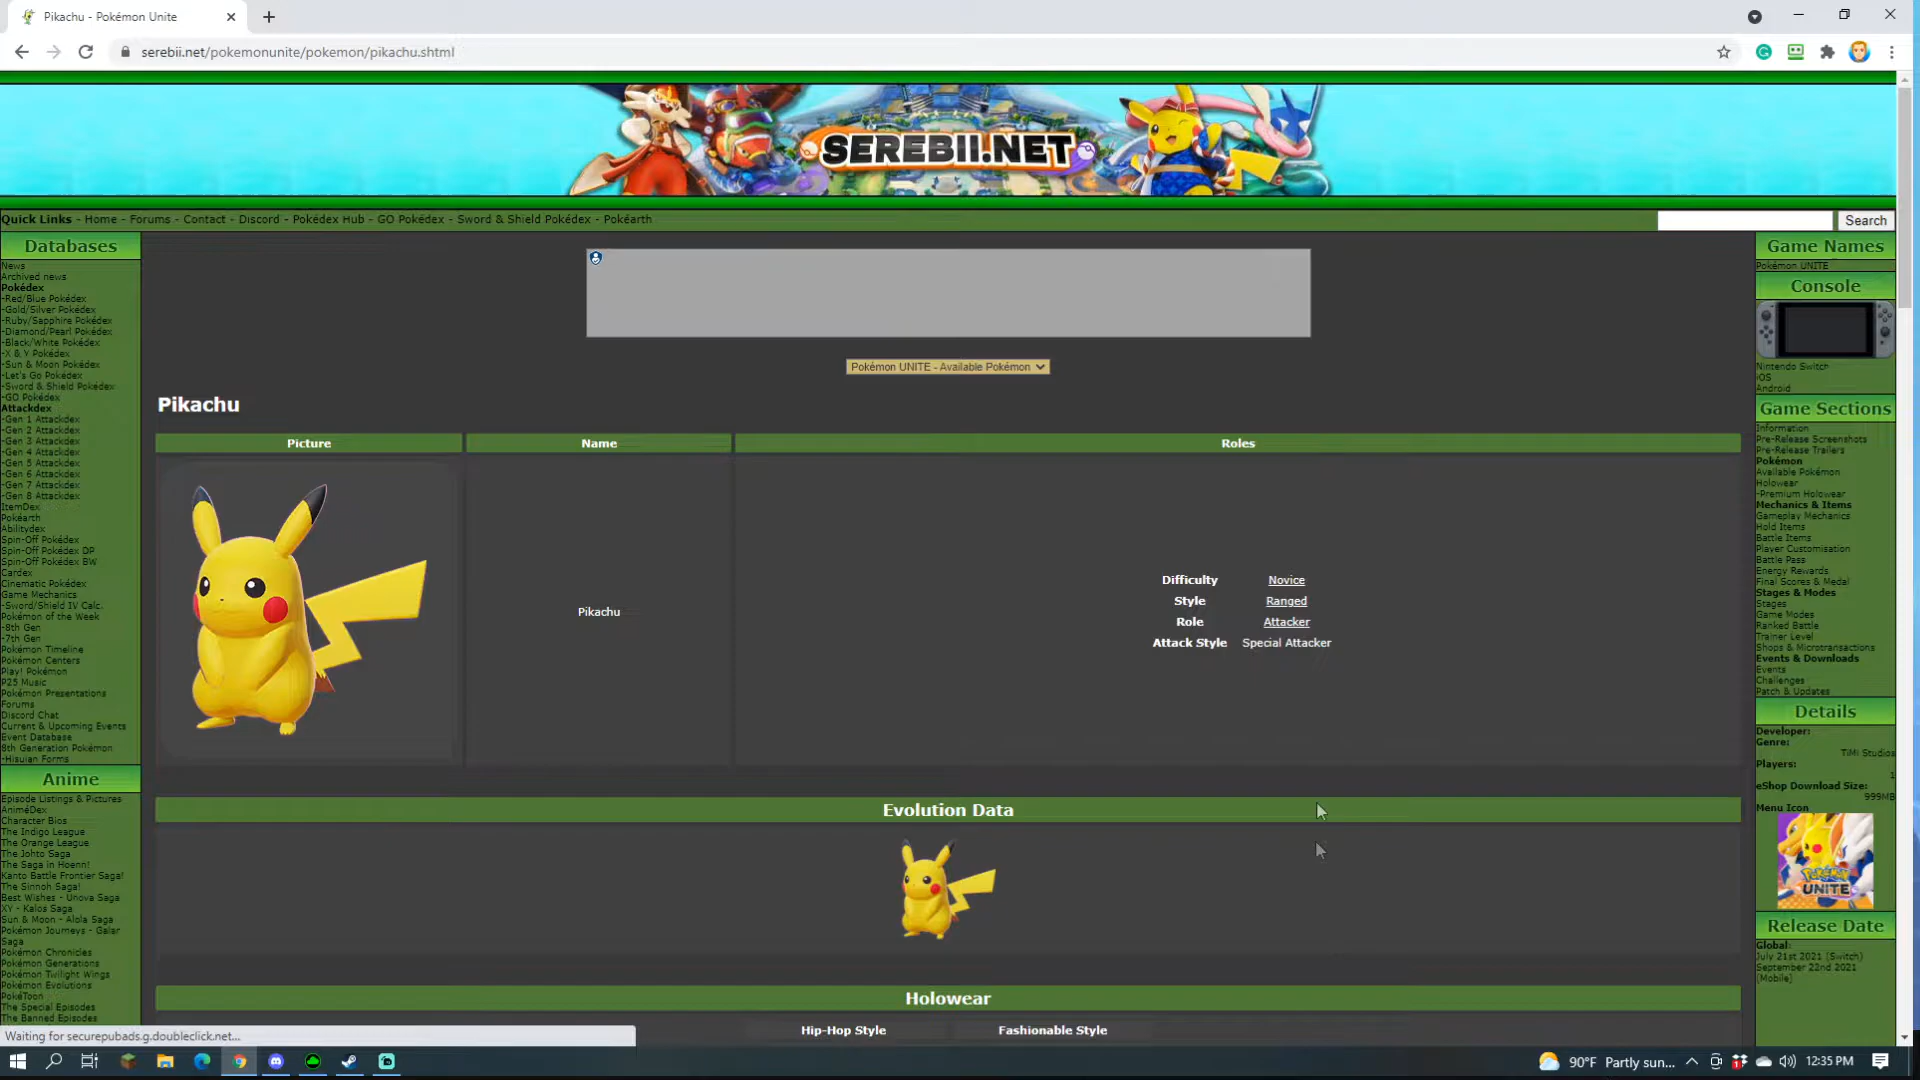 Pikachu - Pokémon Unite
serebii.net/pokemonunite/pokemon/pikachu.shtml
SEREBII.NET
Quick Links - Home - Forums - Contact - Discord - Pokédex Hub - GO Pokédex - Sword & Shield Pokédex - Pokéarth
Search
Databases
News
Archived news
Pokédex
-Red/Blue Pokédex
-Gold/Silver Pokédex
-Ruby/Sapphire Pokédex
-Diamond/Pearl Pokédex
-Black/White Pokédex
-X & Y Pokédex
-Sun & Moon Pokédex
-Let's Go Pokédex
-Sword & Shield Pokédex
-GO Pokédex
Attackdex
-Gen 1 Attackdex
-Gen 2 Attackdex
-Gen 3 Attackdex
-Gen 4 Attackdex
-Gen 5 Attackdex
-Gen 6 Attackdex
-Gen 7 Attackdex
-Gen 8 Attackdex
ItemDex
Pokéarth
Abilitydex
Spin-Off Pokédex
Spin-Off Pokédex DP
Spin-Off Pokédex BW
Cardex
Cinematic Pokédex
Game Mechanics
-Sword/Shield IV Calc.
Pokémon of the Week
-8th Gen
-7th Gen
Pokémon Timeline
Pokémon Centers
Play! Pokémon
P25 Music
Pokémon Presentations
Forums
Discord Chat
Current & Upcoming Events
Event Database
8th Generation Pokémon
-Hisuian Forms
Anime
Episode Listings & Pictures
AniméDex
Character Bios
The Indigo League
The Orange League
The Johto Saga
The Saga in Hoenn!
Kanto Battle Frontier Saga!
The Sinnoh Saga!
Best Wishes - Unova Saga
XY - Kalos Saga
Sun & Moon - Alola Saga
Pokémon Journeys - Galar
Saga
Pokémon Chronicles
Pokémon Generations
Pokémon Twilight Wings
Pokémon Evolutions
PokéToon
The Special Episodes
The Banned Episodes
Pokémon UNITE - Available Pokémon
Pikachu
Picture
Name
Roles
Pikachu
Difficulty Novice
Style Ranged
Role Attacker
Attack Style Special Attacker
Evolution Data
Holowear
Hip-Hop Style
Fashionable Style
Game Names
Pokémon UNITE
Console
Nintendo Switch
iOS
Android
Game Sections
Information
Pre-Release Screenshots
Pre-Release Trailers
Pokémon
Available Pokémon
Holowear
-Premium Holowear
Mechanics & Items
Gameplay Mechanics
Hold Items
Battle Items
Player Customisation
Battle Pass
Energy Rewards
Final Scores & Medal
Stages & Modes
Stages
Game Modes
Ranked Battle
Trainer Level
Shops & Microtransactions
Events & Downloads
Events
Challenges
Patch & Updates
Details
Developer:
Genre:
TiMi Studios
Players:
1
eShop Download Size:
999MB
Menu Icon
POKÉMON
UNITE
Release Date
Global:
July 21st 2021 (Switch)
September 22nd 2021
(Mobile)
Waiting for securepubads.g.doubleclick.net...
90°F Partly sun...
12:35 PM